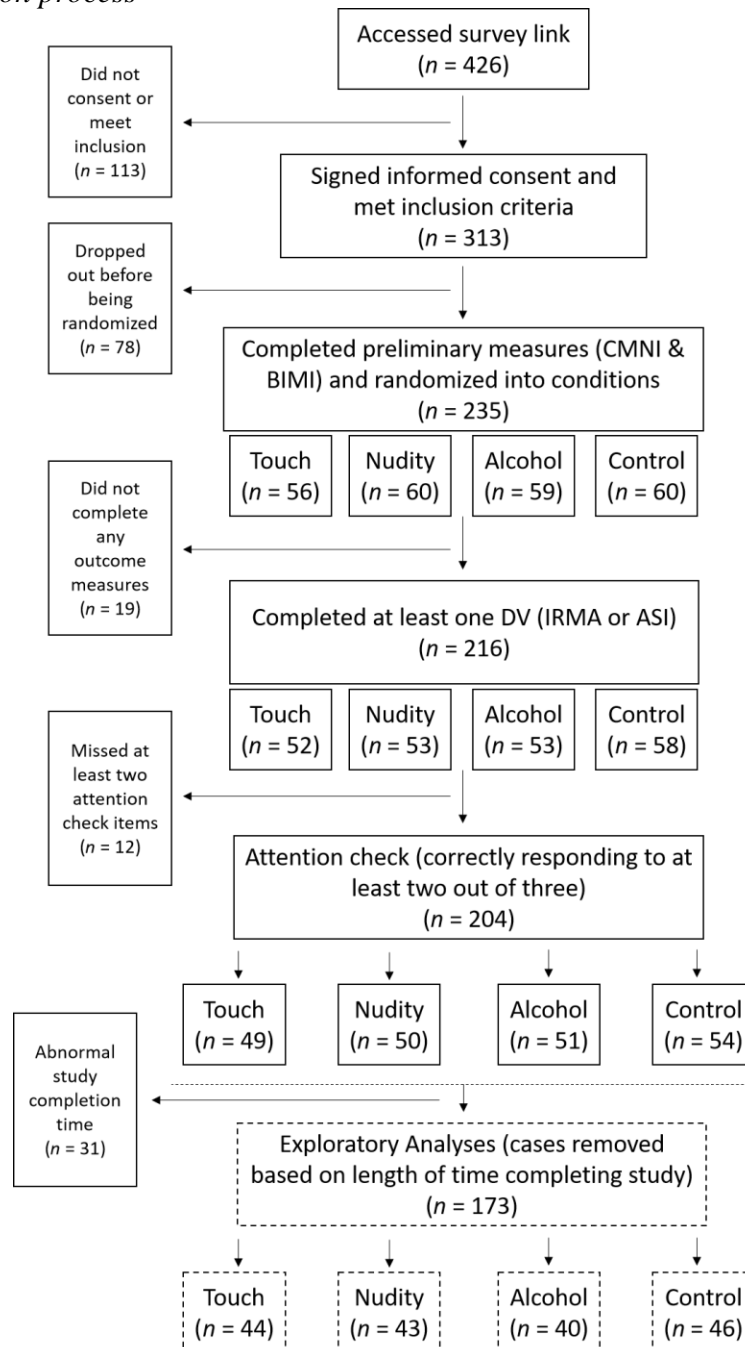 on process
Accessed survey link
(n = 426)
Did not
consent or
meet
inclusion
(n = 113)
Signed informed consent and
met inclusion criteria
(n = 313)
Dropped
out before
being
randomized
(n = 78)
Completed preliminary measures (CMNI &
BIMI) and randomized into conditions
(n = 235)
Touch
(n = 56)
Nudity
(n = 60)
Alcohol
(n = 59)
Control
(n = 60)
Did not
complete
any
outcome
measures
(n = 19)
Completed at least one DV (IRMA or ASI)
(n = 216)
Touch
(n = 52)
Nudity
(n = 53)
Alcohol
(n = 53)
Control
(n = 58)
Missed at
least two
attention
check items
(n = 12)
Attention check (correctly responding to at
least two out of three)
(n = 204)
Touch
(n = 49)
Nudity
(n = 50)
Alcohol
(n = 51)
Control
(n = 54)
Abnormal
study
completion
time
(n = 31)
Exploratory Analyses (cases removed
based on length of time completing study)
(n = 173)
Touch
(n = 44)
Nudity
(n = 43)
Alcohol
(n = 40)
Control
(n = 46)